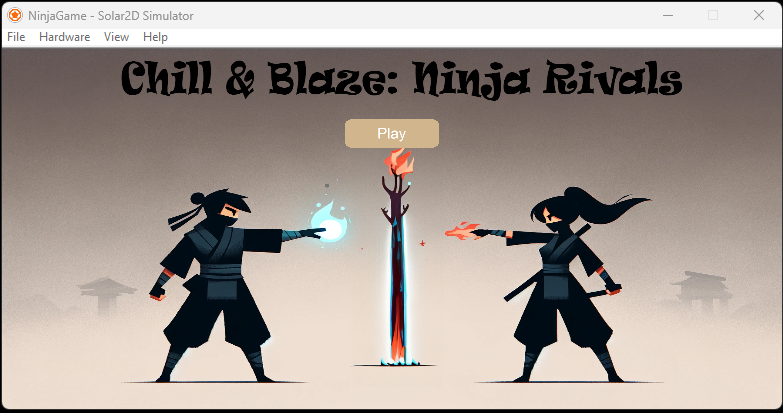 NinjaGame - Solar2D Simulator
File Hardware View Help
Chill & Blaze: Ninja Rivals
Play